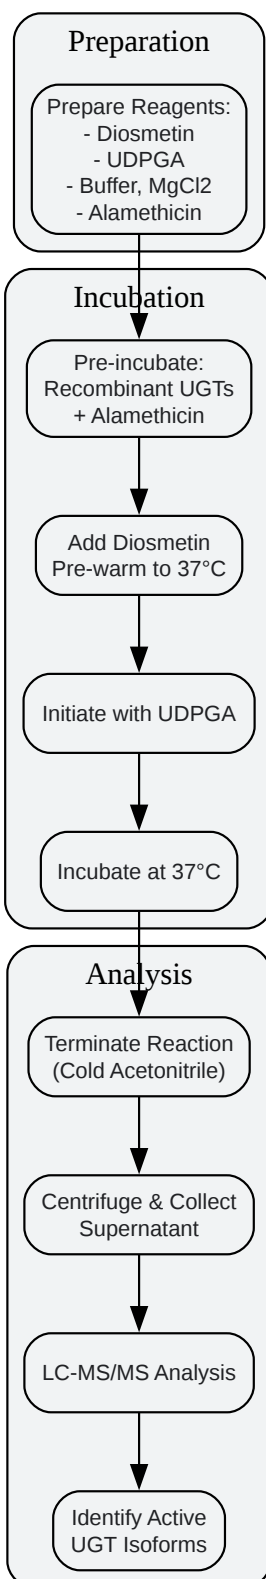 Preparation
Prepare Reagents:
- Diosmetin
- UDPGA
- Buffer, MgCl2
- Alamethicin
Incubation
Pre-incubate:
Recombinant UGTs
+ Alamethicin
Add Diosmetin
Pre-warm to 37°C
Initiate with UDPGA
Incubate at 37°C
Analysis
Terminate Reaction
(Cold Acetonitrile)
Centrifuge & Collect
Supernatant
LC-MS/MS Analysis
Identify Active
UGT Isoforms